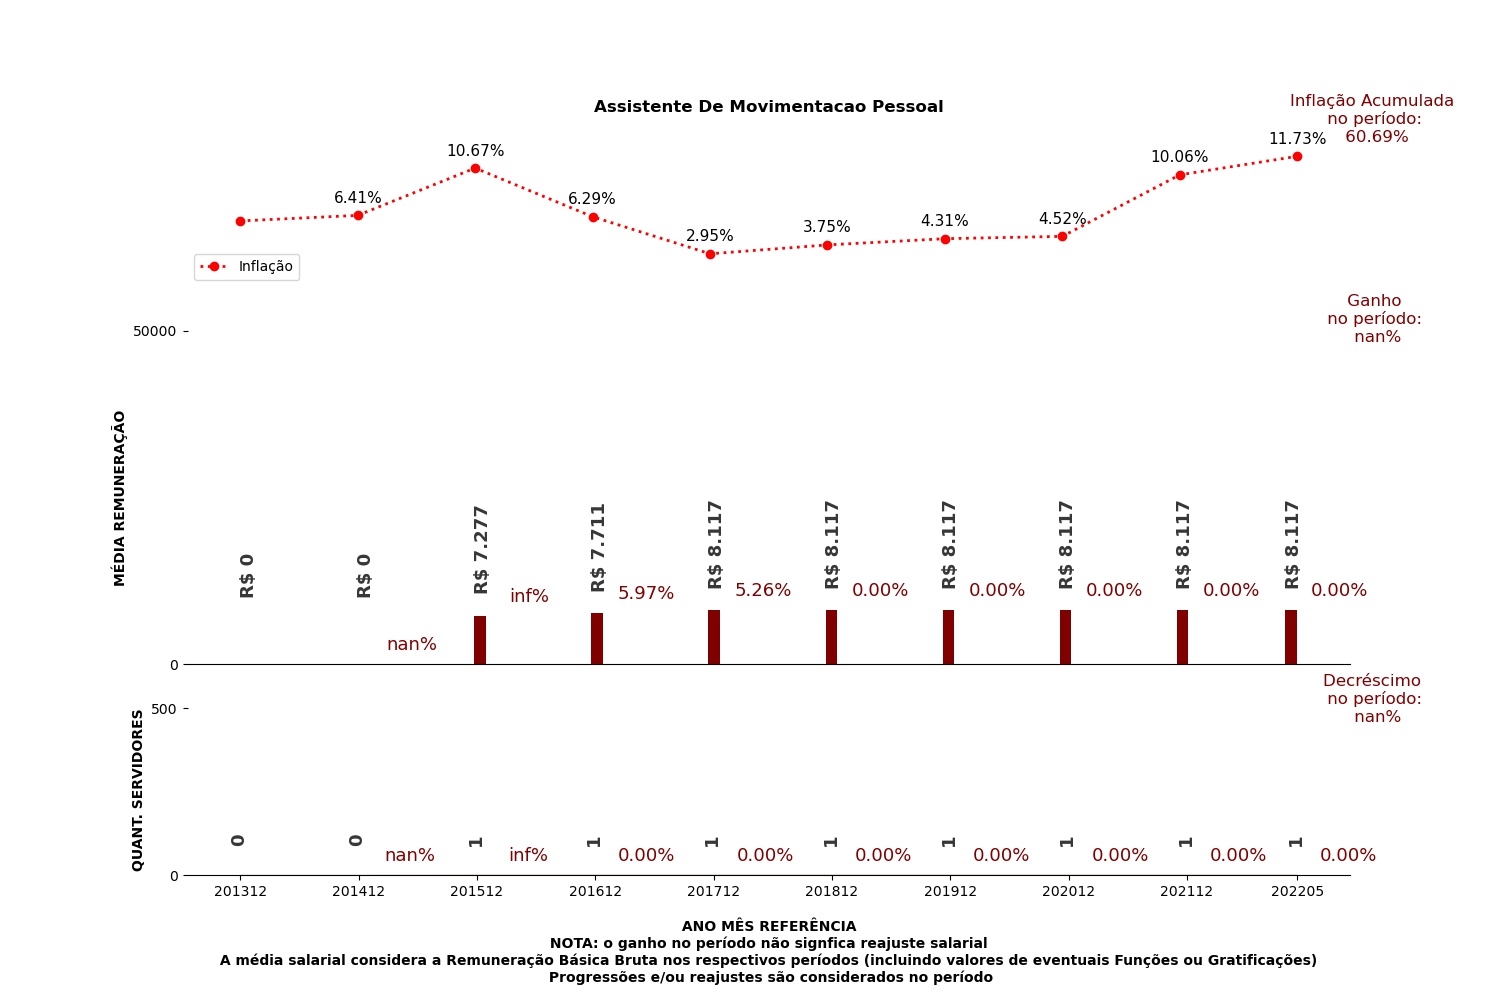 Assistente De Movimentacao Pessoal
Inflação Acumulada
no período:
60.69%
6.41%
10.67%
6.29%
2.95%
3.75%
4.31%
4.52%
10.06%
11.73%
Inflação
Ganho
no período:
nan%
50000
0
MÉDIA REMUNERAÇÃO
R$ 0
R$ 0
R$ 7.277
R$ 7.711
R$ 8.117
R$ 8.117
R$ 8.117
R$ 8.117
R$ 8.117
R$ 8.117
nan%
inf%
5.97%
5.26%
0.00%
0.00%
0.00%
0.00%
0.00%
Decréscimo
no período:
nan%
500
0
QUANT. SERVIDORES
0
0
1
1
1
1
1
1
1
1
nan%
inf%
0.00%
0.00%
0.00%
0.00%
0.00%
0.00%
0.00%
201312
201412
201512
201612
201712
201812
201912
202012
202112
202205
ANO MÊS REFERÊNCIA
NOTA: o ganho no período não signfica reajuste salarial
A média salarial considera a Remuneração Básica Bruta nos respectivos períodos (incluindo valores de eventuais Funções ou Gratificações)
Progressões e/ou reajustes são considerados no período